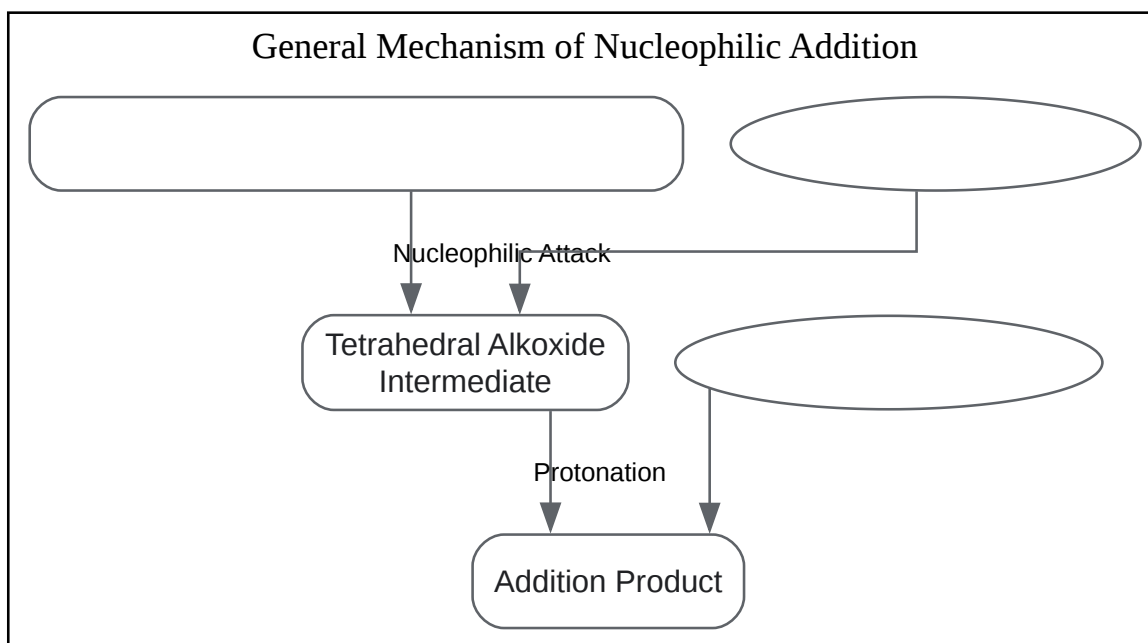 General Mechanism of Nucleophilic Addition
Nucleophilic Attack
Tetrahedral Alkoxide
Intermediate
Protonation
Addition Product